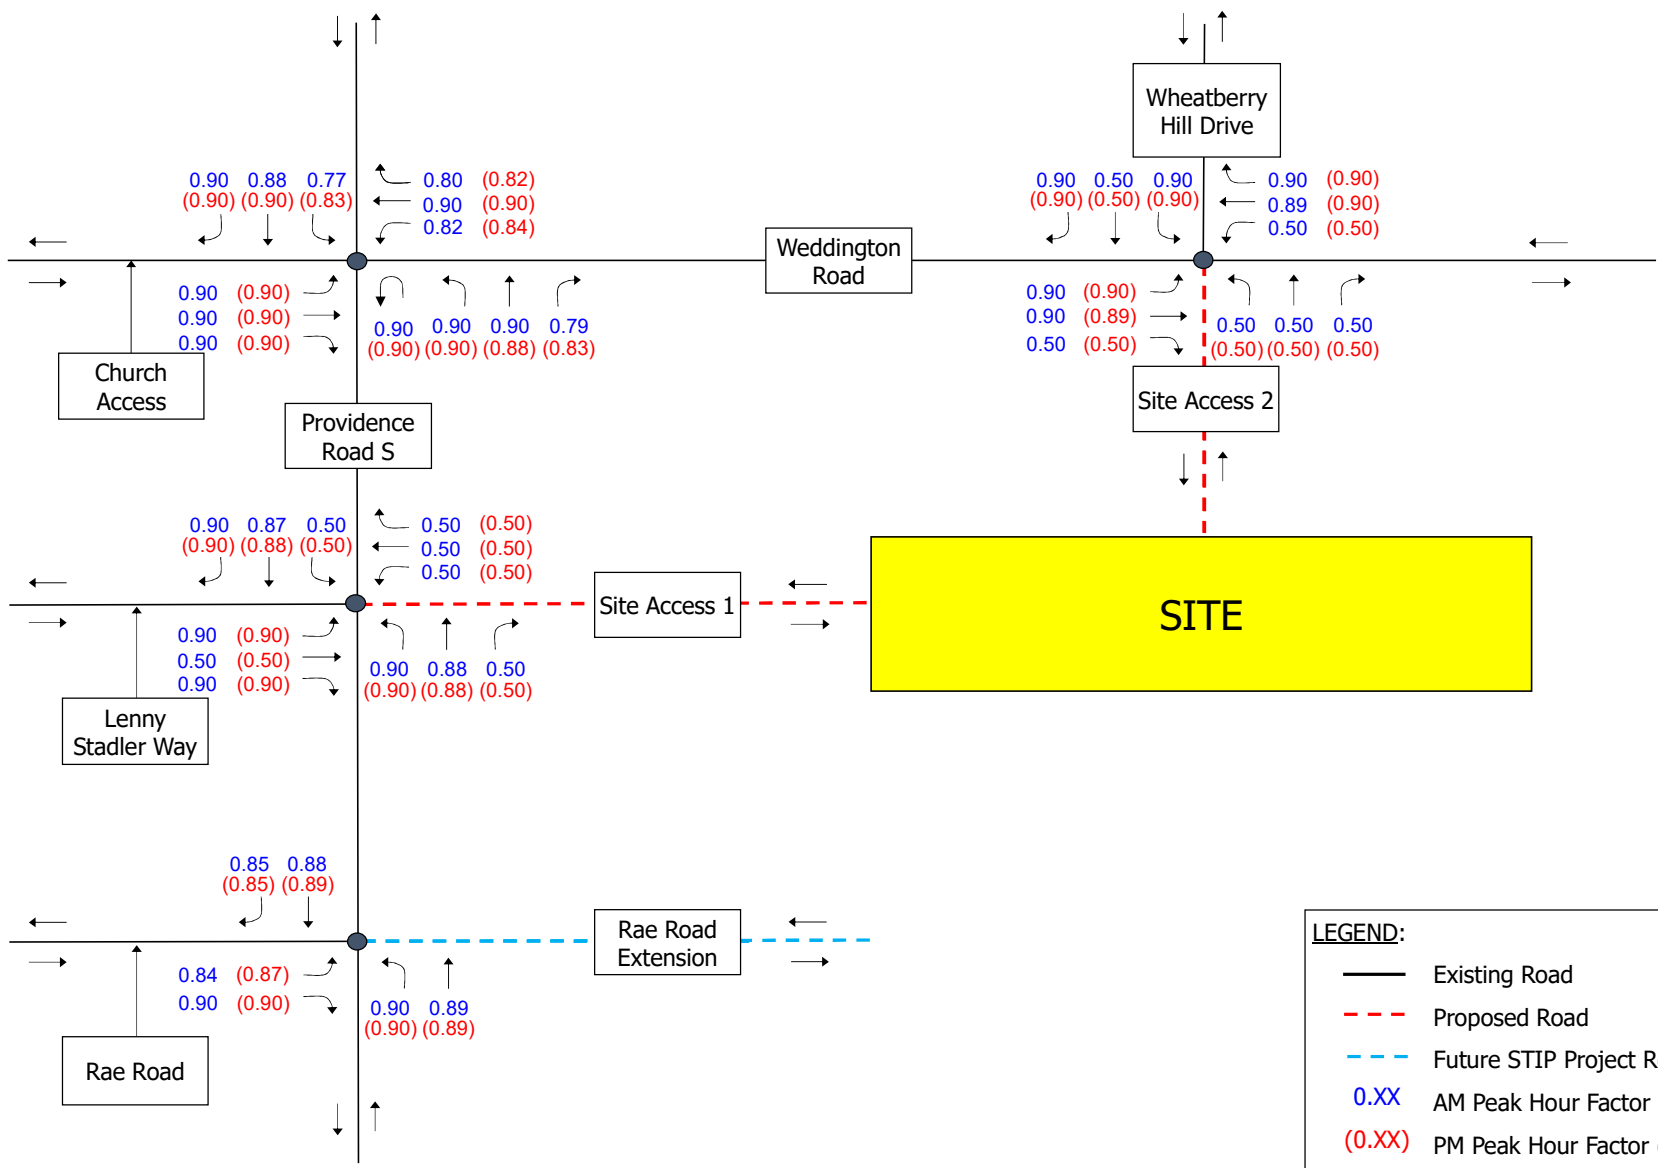 Wheatberry
Hill Drive
0.90 0.88 0.77
(0.90) (0.90) (0.83)
0.80 (0.82)
0.90 (0.90)
0.82 (0.84)
0.90 0.50 0.90
(0.90) (0.50) (0.90)
0.90 (0.90)
0.89 (0.90)
0.50 (0.50)
Weddington
Road
0.90 (0.90)
0.90 (0.90)
0.90 (0.90)
0.90 0.90 0.90 0.79
(0.90) (0.90) (0.88) (0.83)
0.90 (0.90)
0.90 (0.89)
0.50 (0.50)
0.50 0.50 0.50
(0.50) (0.50) (0.50)
Church
Access
Site Access 2
Providence
Road S
0.90 0.87 0.50
(0.90) (0.88) (0.50)
0.50 (0.50)
0.50 (0.50)
0.50 (0.50)
Site Access 1
SITE
0.90 (0.90)
0.50 (0.50)
0.90 (0.90)
0.90 0.88 0.50
(0.90) (0.88) (0.50)
Lenny
Stadler Way
0.85 0.88
(0.85) (0.89)
Rae Road
Extension
0.84 (0.87)
0.90 (0.90)
0.90 0.89
(0.90) (0.89)
Rae Road
LEGEND:
Existing Road
Proposed Road
Future STIP Project
0.XX AM Peak Hour Factor
(0.XX) PM Peak Hour Factor